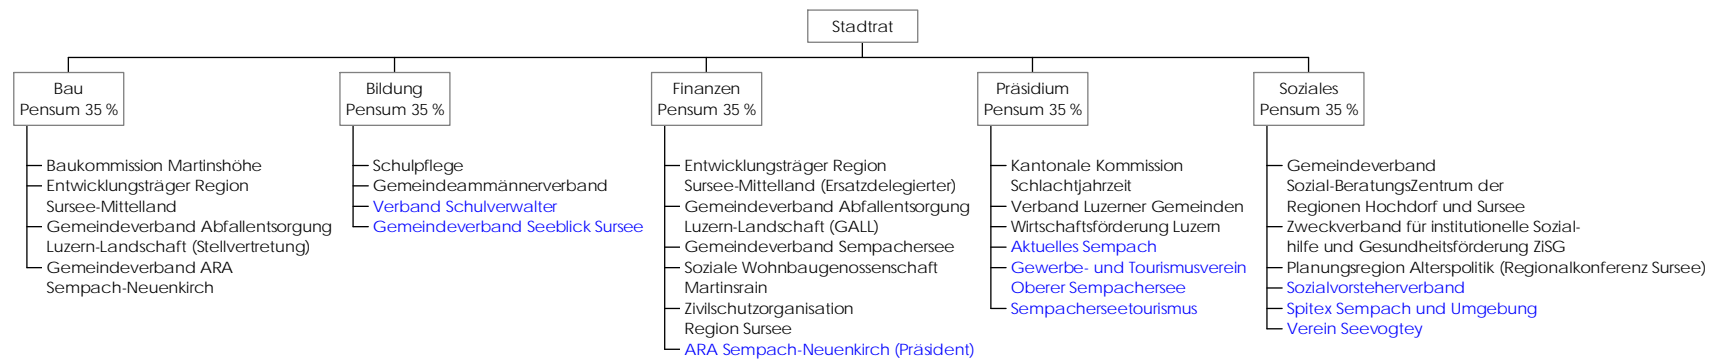 Stadtrat
Bau
Pensum 35 %
Baukommission Martinshöhe
Entwicklungsträger Region
Sursee-Mittelland
Gemeindeverband Abfallentsorgung
Luzern-Landschaft (Stellvertretung)
Gemeindeverband ARA
Sempach-Neuenkirch
Bildung
Pensum 35 %
Schulpflege
Gemeindeammännerverband
Verband Schulverwalter
Gemeindeverband Seeblick Sursee
Finanzen
Pensum 35 %
Entwicklungsträger Region
Sursee-Mittelland (Ersatzdelegierter)
Gemeindeverband Abfallentsorgung
Luzern-Landschaft (GALL)
Gemeindeverband Sempachersee
Soziale Wohnbaugenossenschaft
Martinsrain
Zivilschutzorganisation
Region Sursee
ARA Sempach-Neuenkirch (Präsident)
Präsidium
Pensum 35 %
Kantonale Kommission
Schlachtjahrzeit
Verband Luzerner Gemeinden
Wirtschaftsförderung Luzern
Aktuelles Sempach
Gewerbe- und Tourismusverein
Oberer Sempachersee
Sempacherseetourismus
Soziales
Pensum 35 %
Gemeindeverband
Sozial-BeratungsZentrum der
Regionen Hochdorf und Sursee
Zweckverband für institutionelle Sozial-
hilfe und Gesundheitsförderung ZiSG
Planungsregion Alterspolitik (Regionalkonferenz Sursee)
Sozialvorsteherverband
Spitex Sempach und Umgebung
Verein Seevogtey